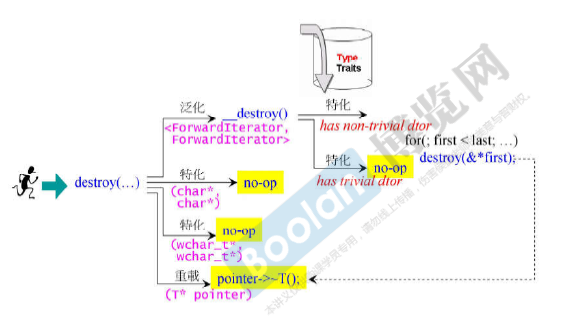 Type
Traits
泛化
__destroy()
特化
<ForwardIterator,
ForwardIterator>
has non-trivial dtor
for(; first < last; …)
destroy(&*first);
特化
no-op
has trivial dtor
destroy(…)
特化
no-op
(char*,
char*)
特化
no-op
(wchar_t*,
wchar_t*)
重載
pointer->~T();
(T* pointer)
Boolan
博览网